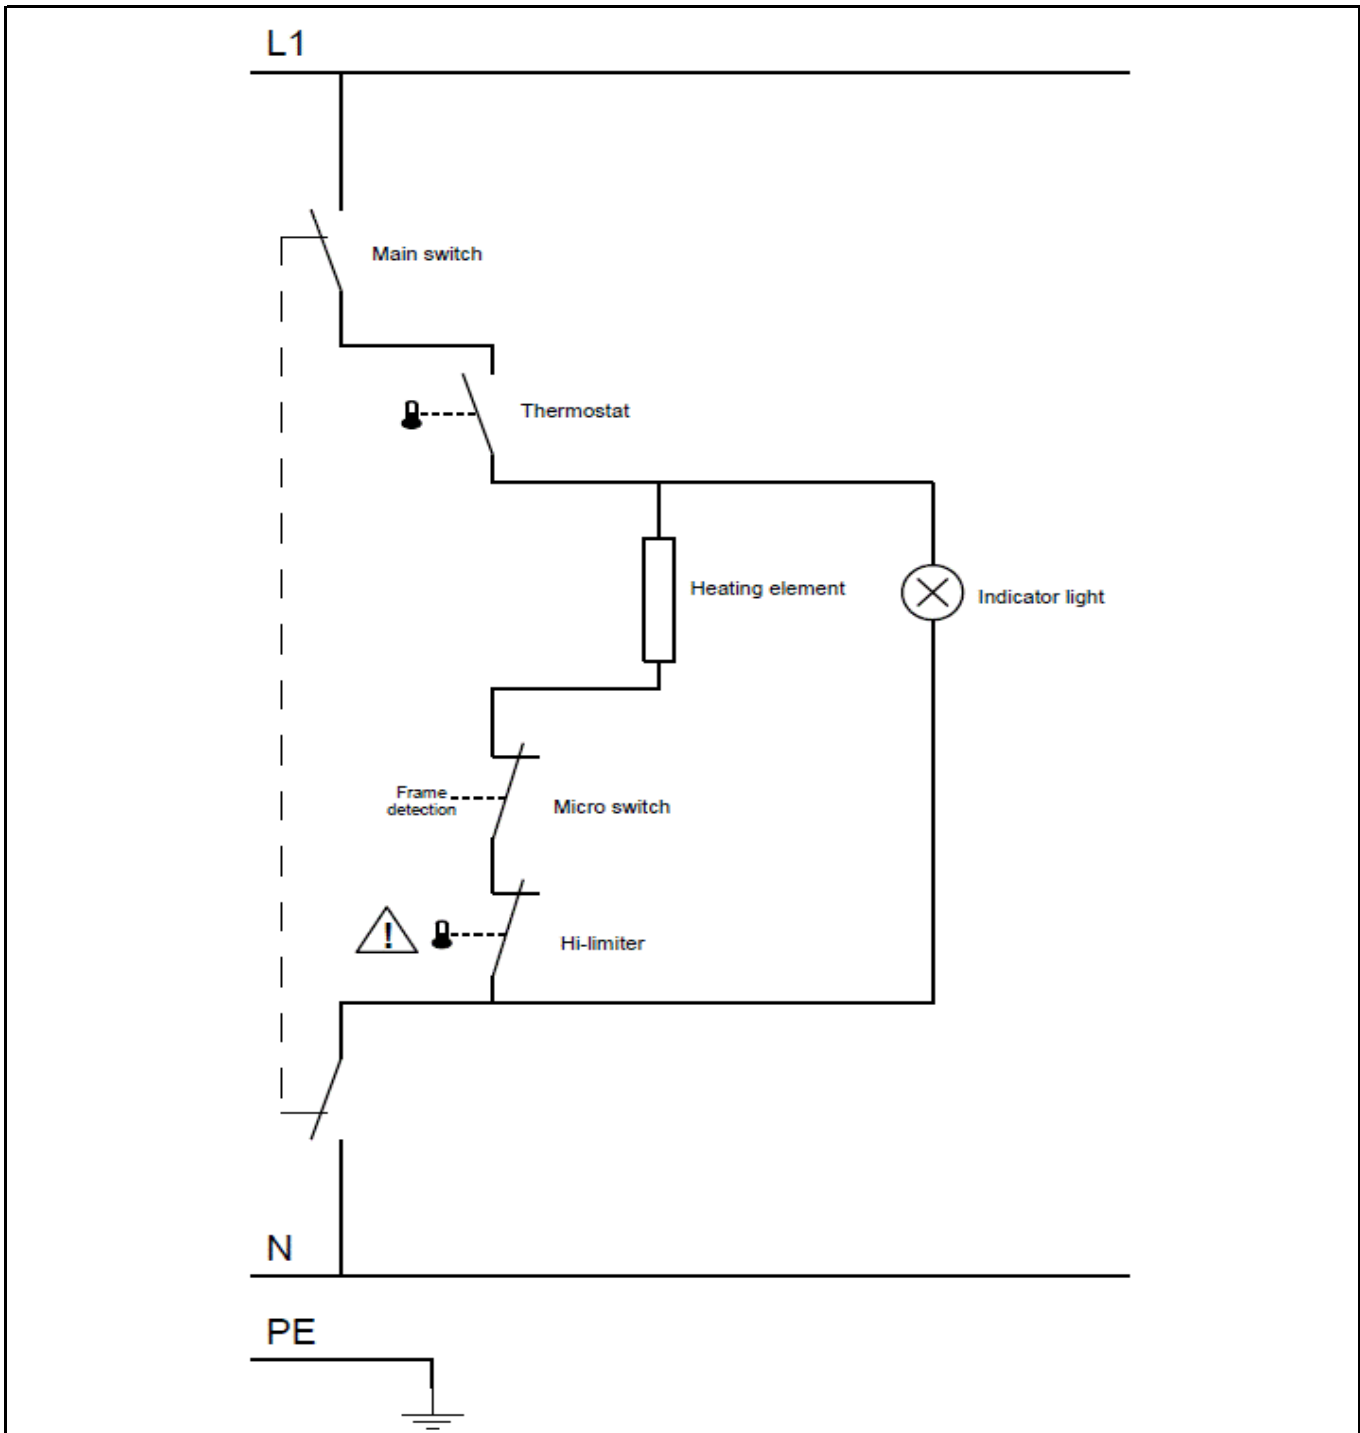 L1
Main switch
Thermostat
Heating element
Indicator light
Frame
detection
Micro switch
!
Hi-limiter
N
PE